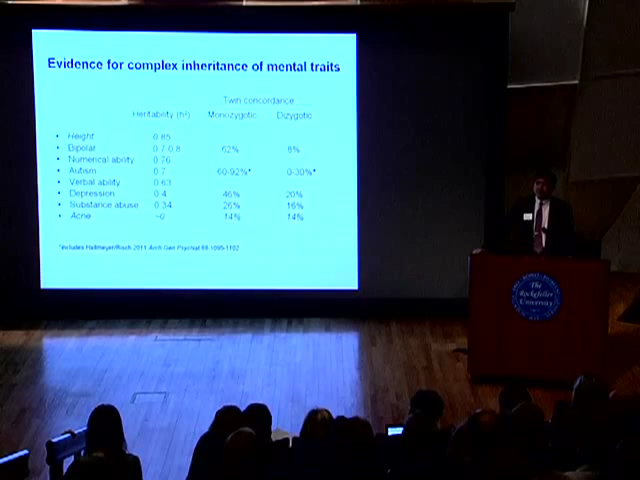 Evidence for complex inheritance of mental traits
Twin concordance
Heritability (h²) Monozygotic Dizygotic
• Height 0.85
• Bipolar 0.7-0.8 62% 8%
• Numerical ability 0.76
• Autism 0.7 60-92%* 0-30%*
• Verbal ability 0.63
• Depression 0.4 46% 20%
• Substance abuse 0.34 26% 16%
• Acne ~0 14% 14%
*includes Hallmayer/Risch 2011 Arch Gen Psychiat 68:1095-1102
The
Rockefeller
University